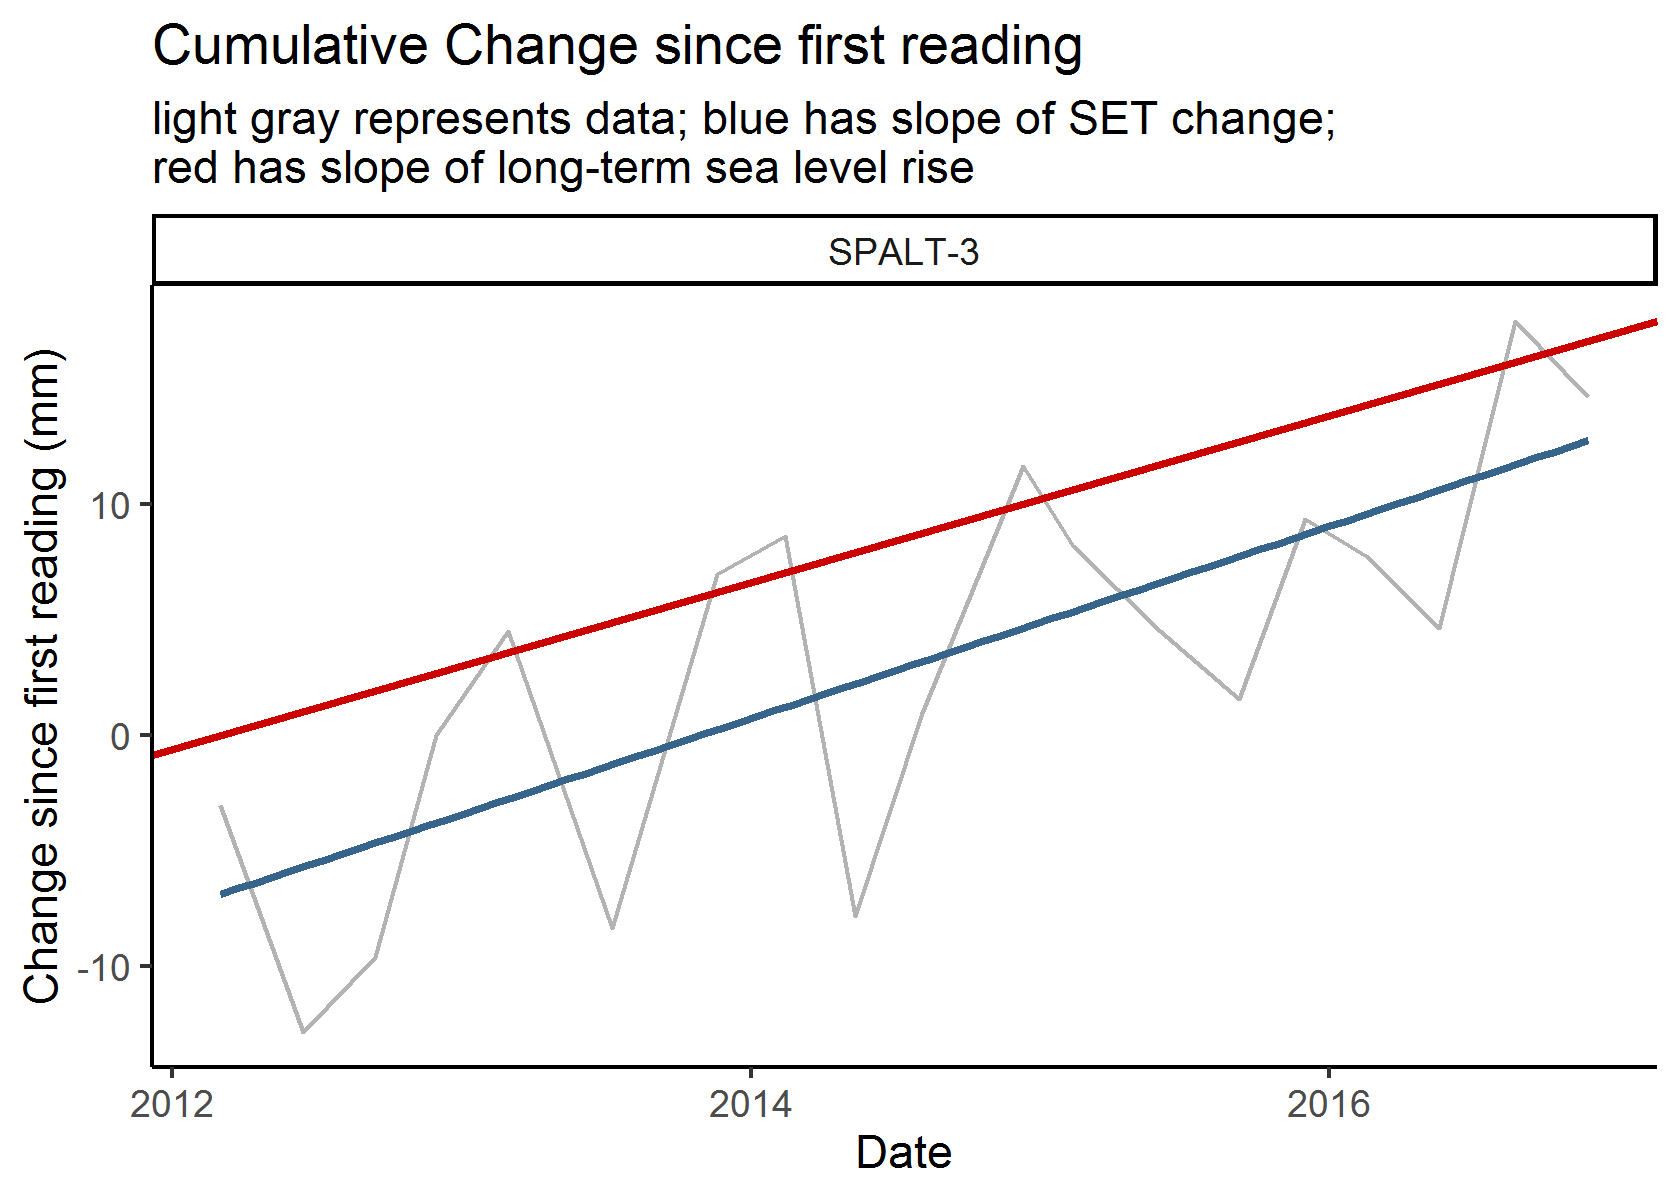 Cumulative Change since first reading
light gray represents data; blue has slope of SET change;
red has slope of long-term sea level rise
SPALT-3
Change since first reading (mm)
10
0
-10
2012
2014
2016
Date